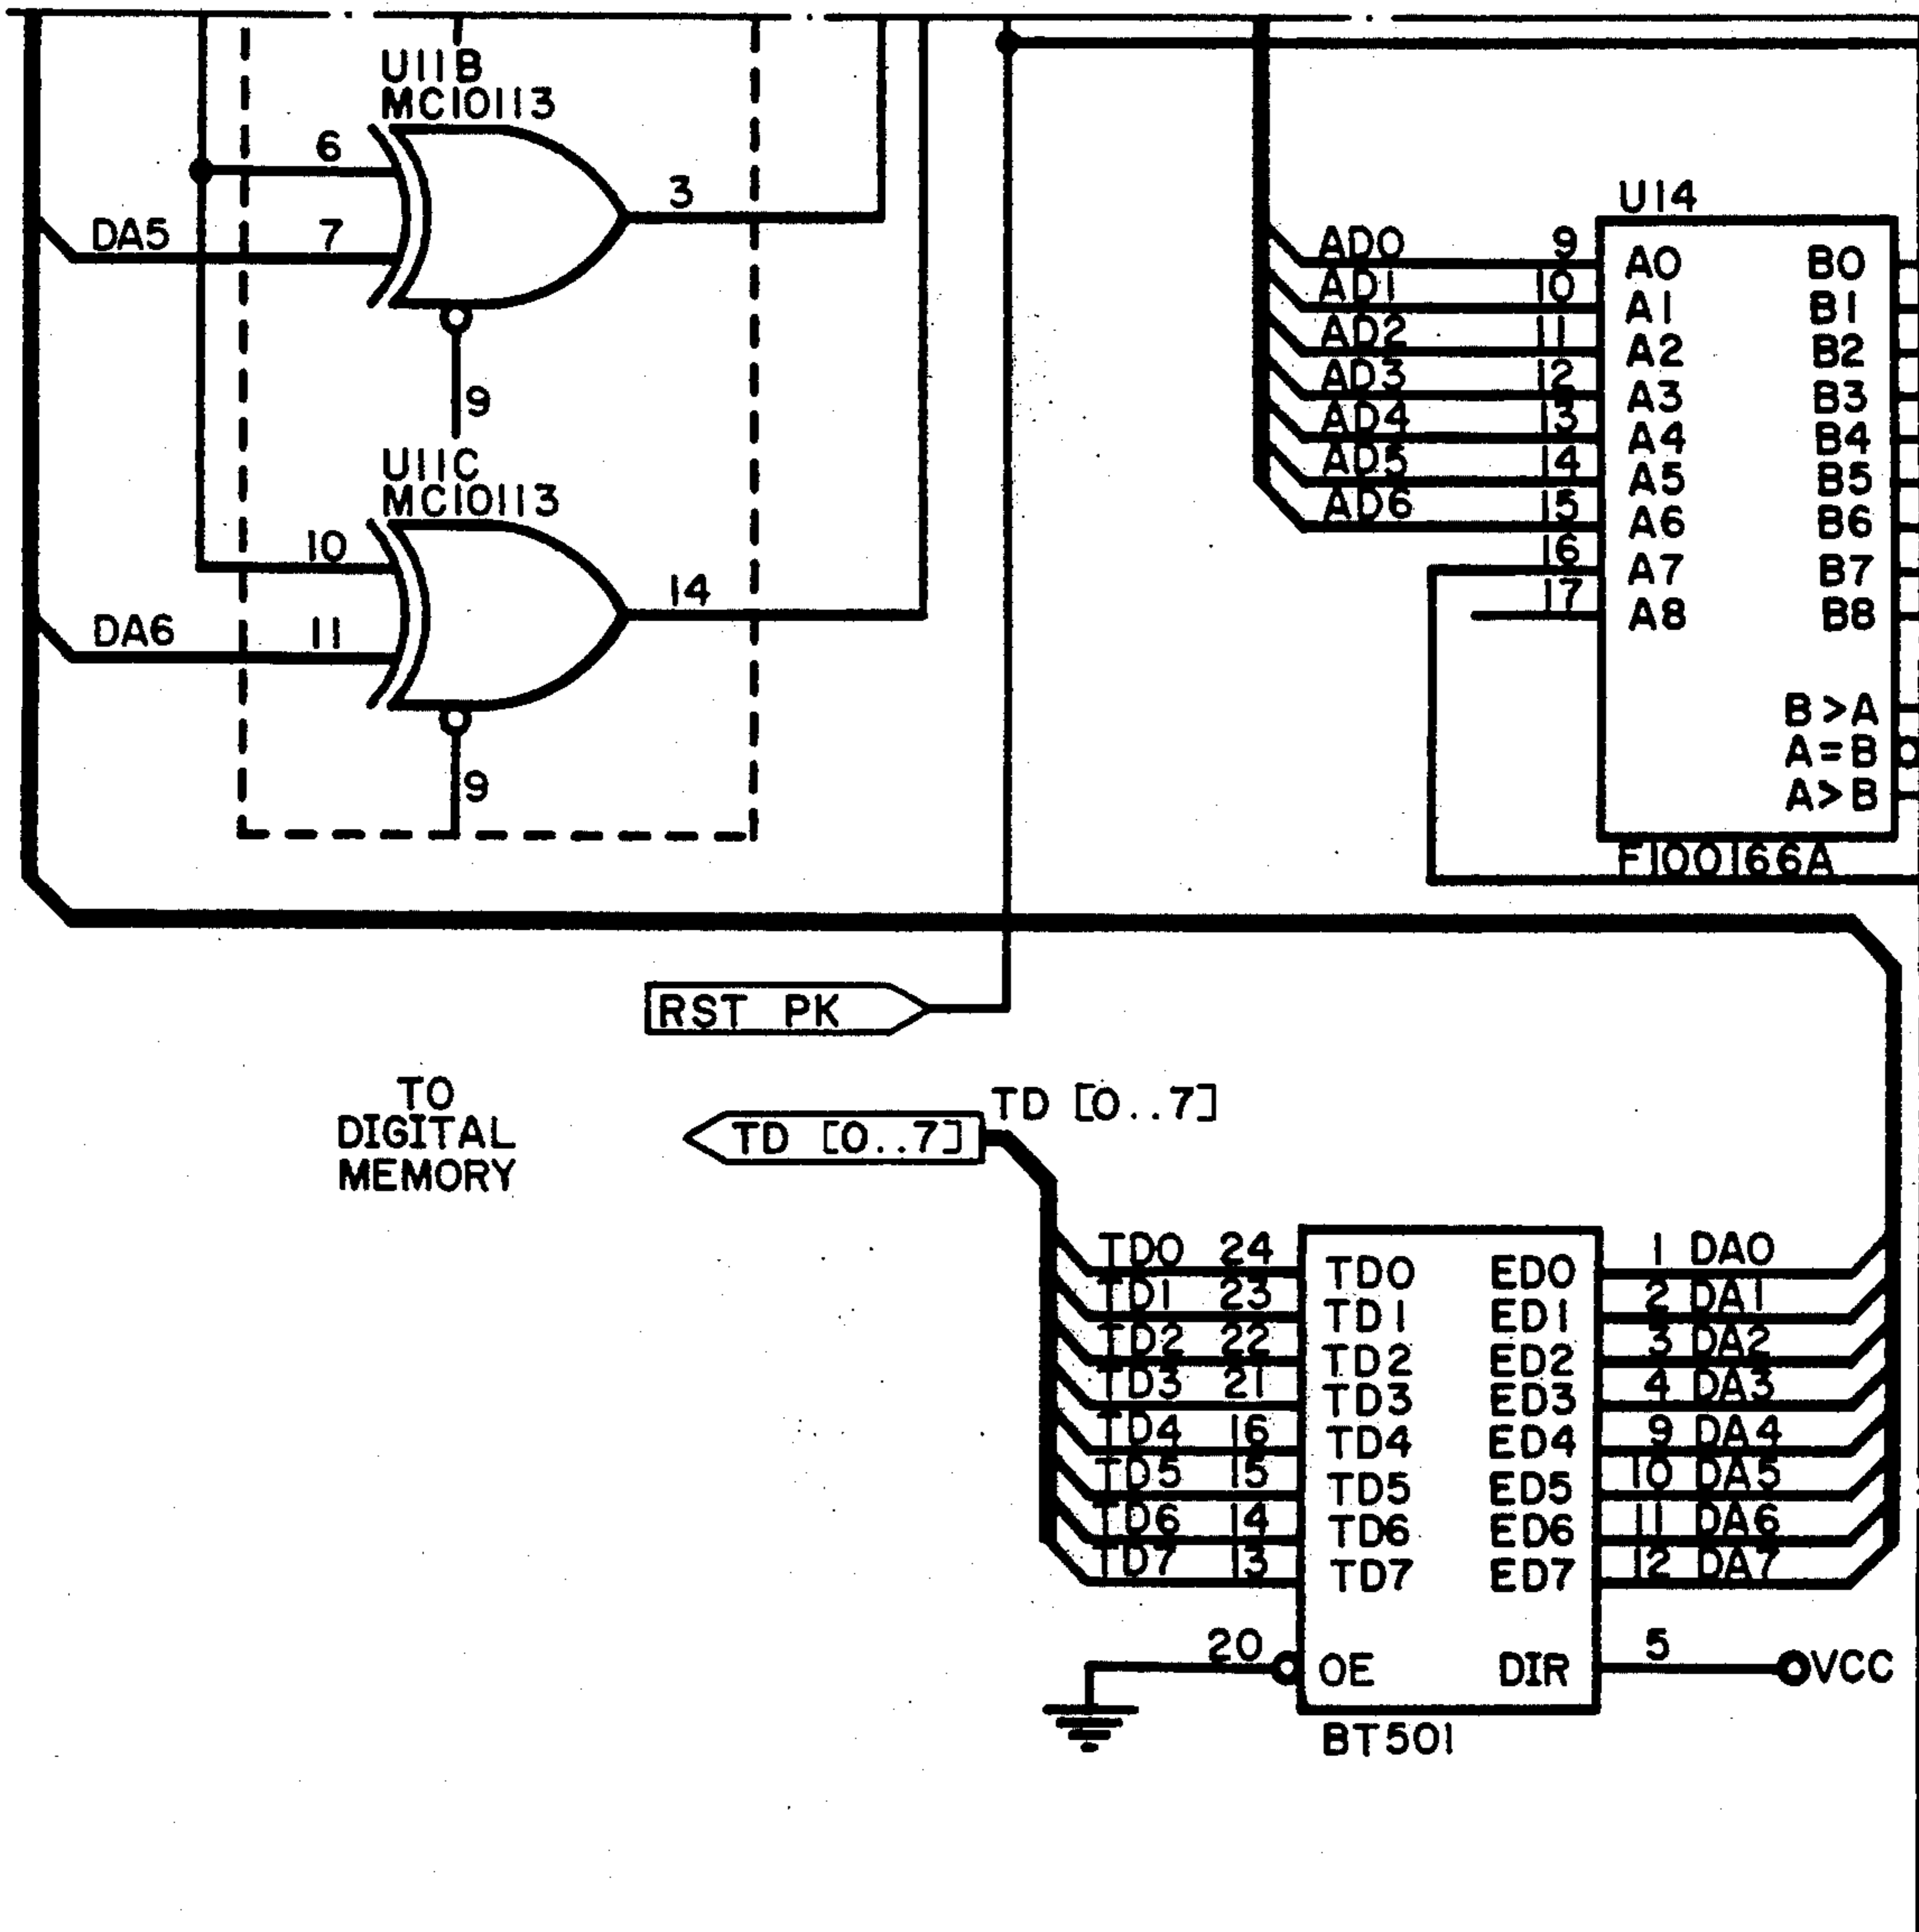 U11B
MC10113
6
3
DA5
7
9
U11C
MC10113
10
14
DA6
11
9
U14
AD0 9 A0 B0
AD1 10 A1 B1
AD2 11 A2 B2
AD3 12 A3 B3
AD4 13 A4 B4
AD5 14 A5 B5
AD6 15 A6 B6
16 A7 B7
17 A8 B8
B>A
A=B
A>B
F100166A
RST PK
TO
DIGITAL
MEMORY
TD [0..7]
TD [0..7]
TD0 24 TD0 ED0 1 DA0
TD1 23 TD1 ED1 2 DA1
TD2 22 TD2 ED2 3 DA2
TD3 21 TD3 ED3 4 DA3
TD4 16 TD4 ED4 9 DA4
TD5 15 TD5 ED5 10 DA5
TD6 14 TD6 ED6 11 DA6
TD7 13 TD7 ED7 12 DA7
20 OE DIR 5 VCC
BT501